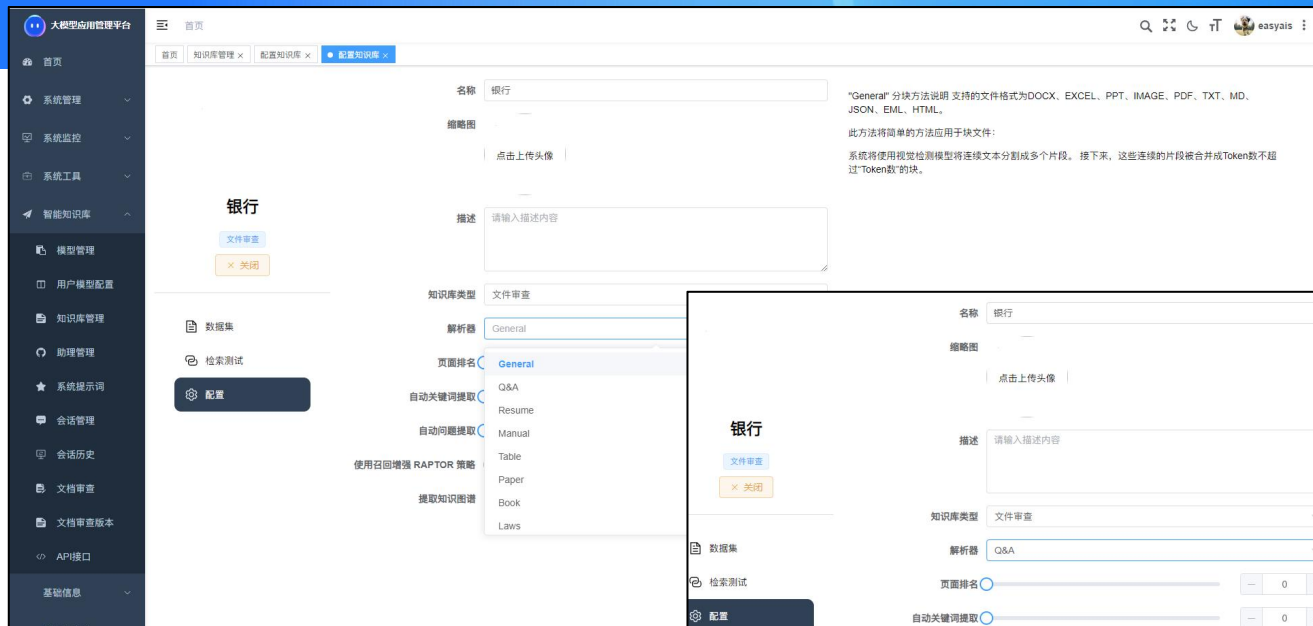 大模型应用管理平台
首页
easyais
首页
知识库管理 ×
配置知识库 ×
配置知识库 ×
首页
系统管理
系统监控
系统工具
智能知识库
模型管理
用户模型配置
知识库管理
助理管理
系统提示词
会话管理
会话历史
文档审查
文档审查版本
API接口
基础信息
银行
文件审查
× 关闭
数据集
检索测试
配置
名称 银行
缩略图
点击上传头像
描述 请输入描述内容
知识库类型 文件审查
解析器 General
页面排名
自动关键词提取
自动问题提取
使用召回增强 RAPTOR 策略
提取知识图谱
General
Q&A
Resume
Manual
Table
Paper
Book
Laws
"General" 分块方法说明 支持的文件格式为DOCX、EXCEL、PPT、IMAGE、PDF、TXT、MD、
JSON、EML、HTML。
此方法将简单的方法应用于块文件：
系统将使用视觉检测模型将连续文本分割成多个片段。 接下来，这些连续的片段被合并成Token数不超
过"Token数"的块。
银行
文件审查
× 关闭
数据集
检索测试
配置
名称 银行
缩略图
点击上传头像
描述 请输入描述内容
知识库类型 文件审查
解析器 Q&A
页面排名 0
自动关键词提取 0